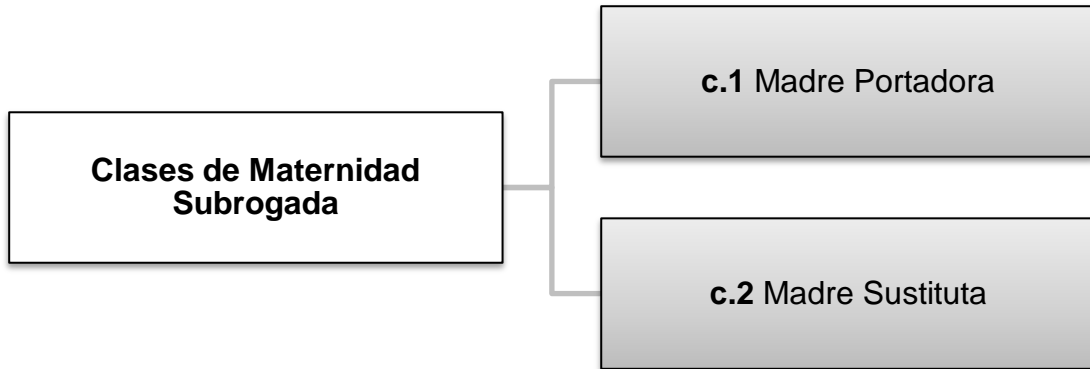 Clases de Maternidad
Subrogada
c.1 Madre Portadora
c.2 Madre Sustituta